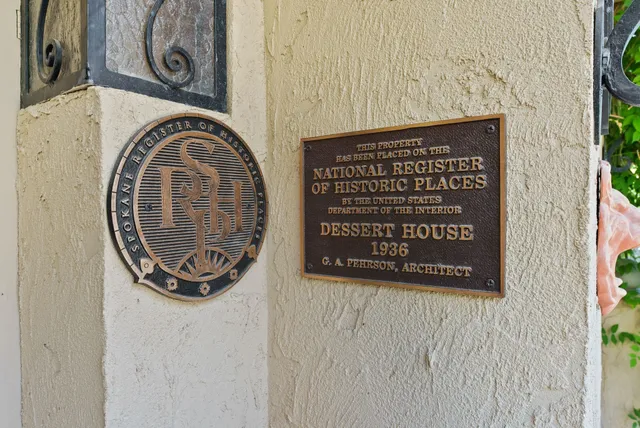 SPOKANE REGISTER OF HISTORIC PLACES
THIS PROPERTY
HAS BEEN PLACED ON THE
NATIONAL REGISTER
OF HISTORIC PLACES
BY THE UNITED STATES
DEPARTMENT OF THE INTERIOR
DESSERT HOUSE
1936
G. A. PEHRSON, ARCHITECT